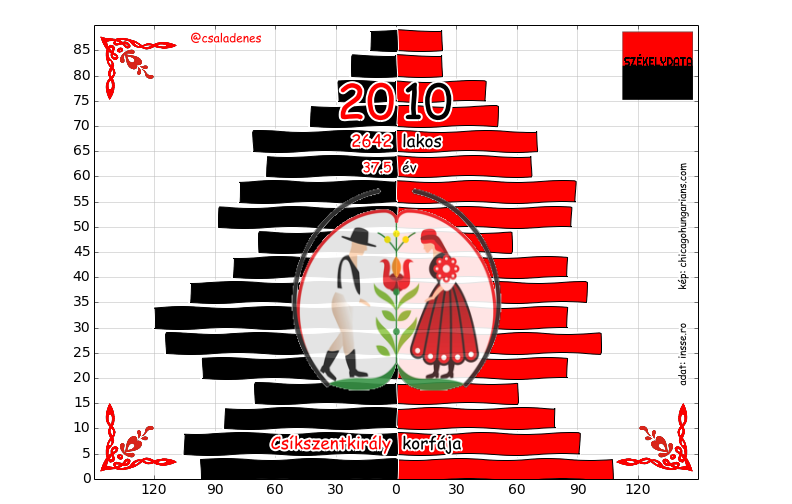 @csaladenes
SZÉKELYDATA
2010
2642 lakos
37.5 év
kép: chicagohungarians.com
adat: insse.ro
Csíkszentkirály korfája
85
80
75
70
65
60
55
50
45
40
35
30
25
20
15
10
5
0
120 90 60 30 0 30 60 90 120